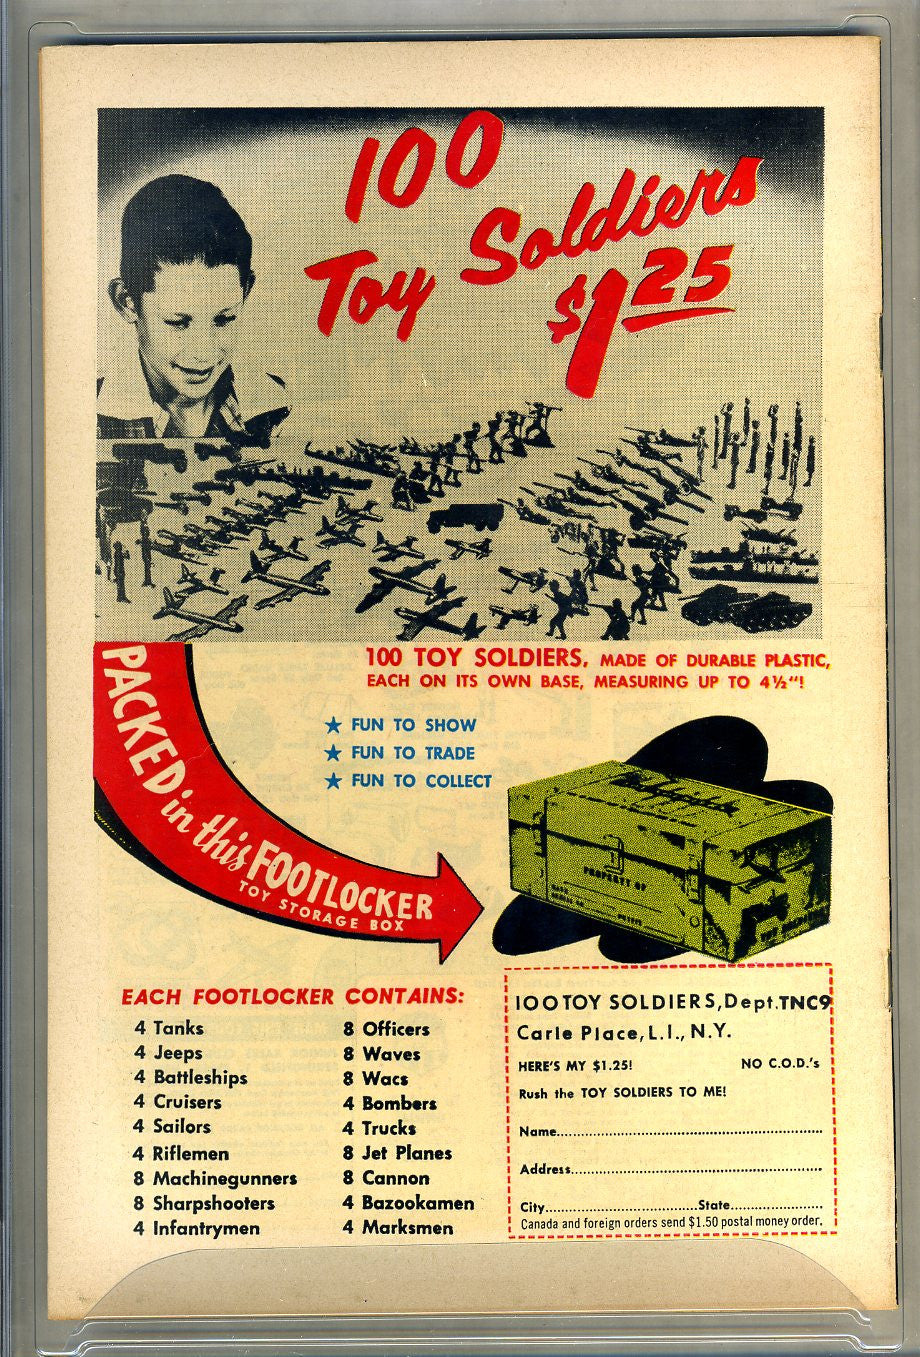 100
Toy Soldiers
$1.25
100 TOY SOLDIERS, MADE OF DURABLE PLASTIC,
EACH ON ITS OWN BASE, MEASURING UP TO 4½"!
★ FUN TO SHOW
★ FUN TO TRADE
★ FUN TO COLLECT
PACKED in this FOOTLOCKER
TOY STORAGE BOX
PROPERTY OF
EACH FOOTLOCKER CONTAINS:
4 Tanks
4 Jeeps
4 Battleships
4 Cruisers
4 Sailors
4 Riflemen
8 Machinegunners
8 Sharpshooters
4 Infantrymen
8 Officers
8 Waves
8 Wacs
4 Bombers
4 Trucks
8 Jet Planes
8 Cannon
4 Bazookamen
4 Marksmen
100 TOY SOLDIERS, Dept. TNC9
Carle Place, L.I., N.Y.
HERE'S MY $1.25! NO C.O.D.'s
Rush the TOY SOLDIERS TO ME!
Name
Address
City State
Canada and foreign orders send $1.50 postal money order.